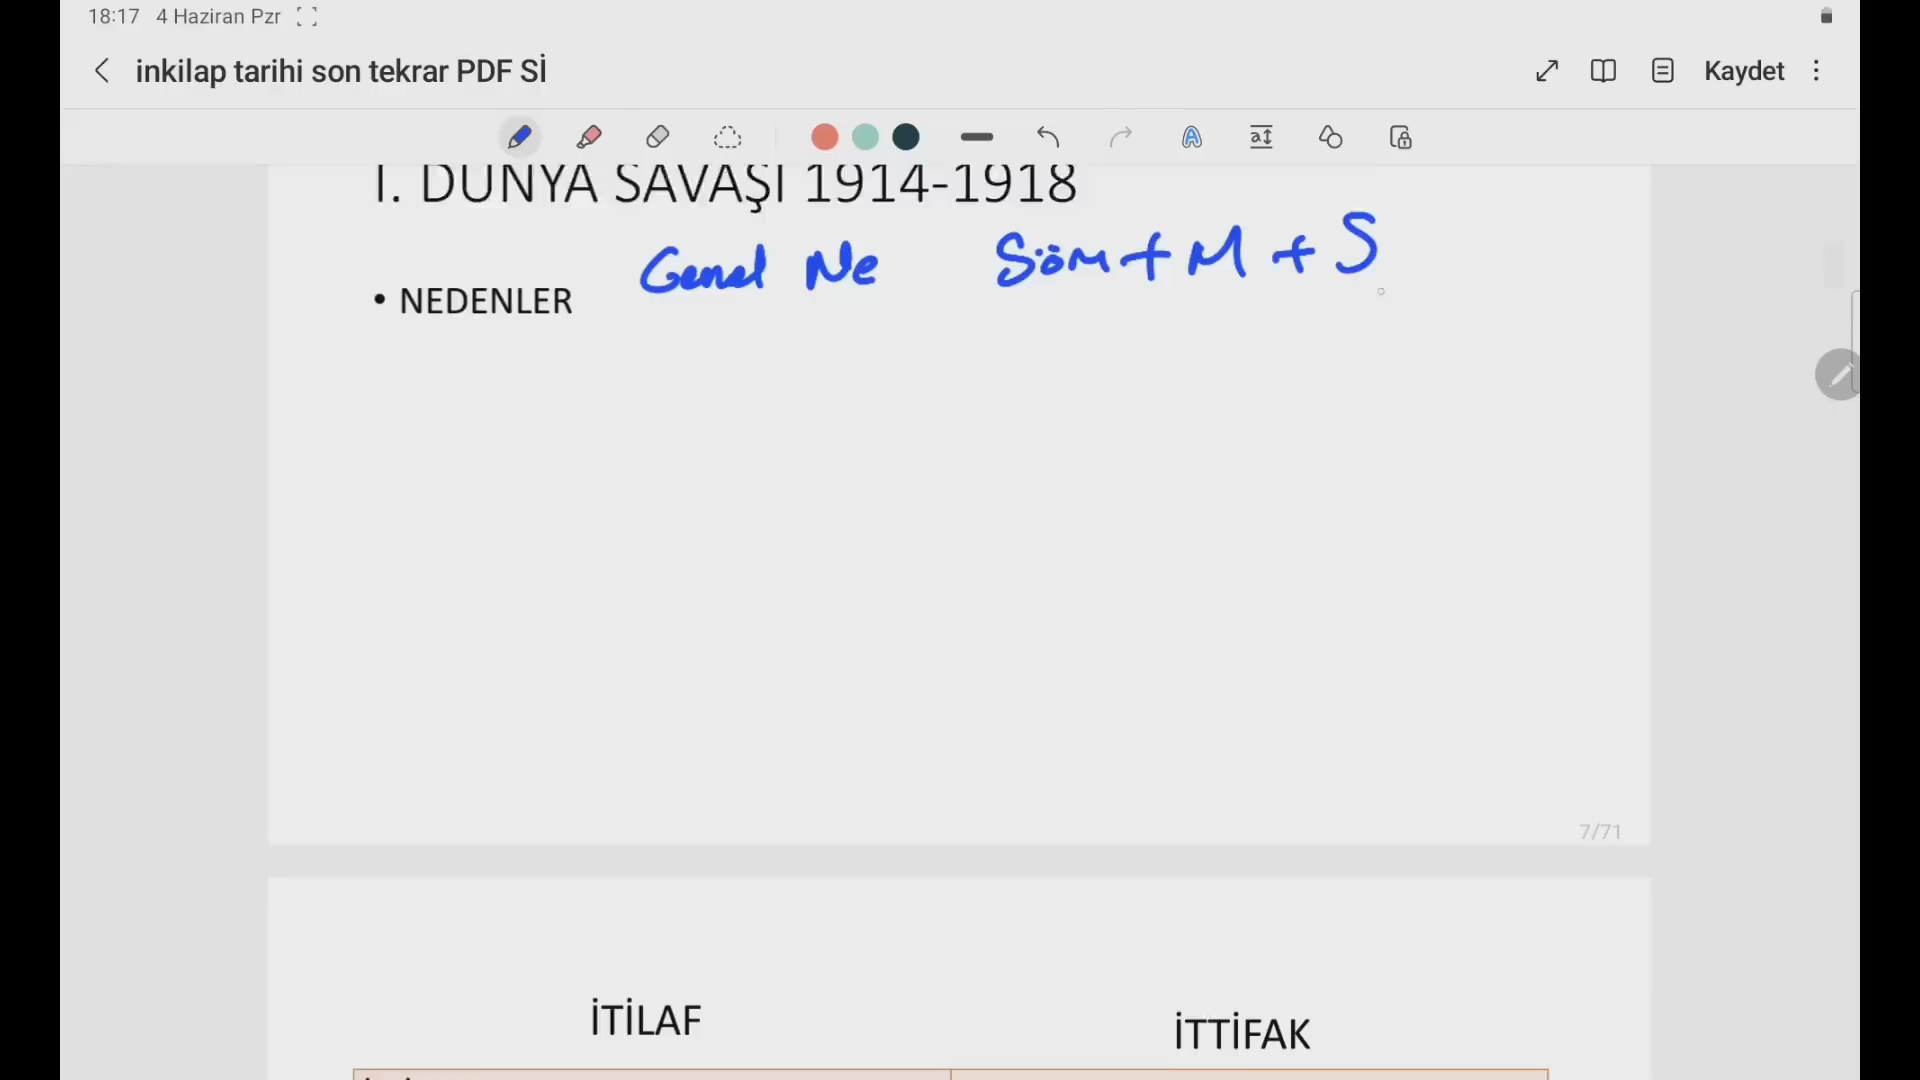 18:17 4 Haziran Pzr
inkilap tarihi son tekrar PDF Sİ
Kaydet
I. DÜNYA SAVAŞI 1914-1918
Genel Ne Söm + M + S
• NEDENLER
7/71
İTİLAF
İTTİFAK